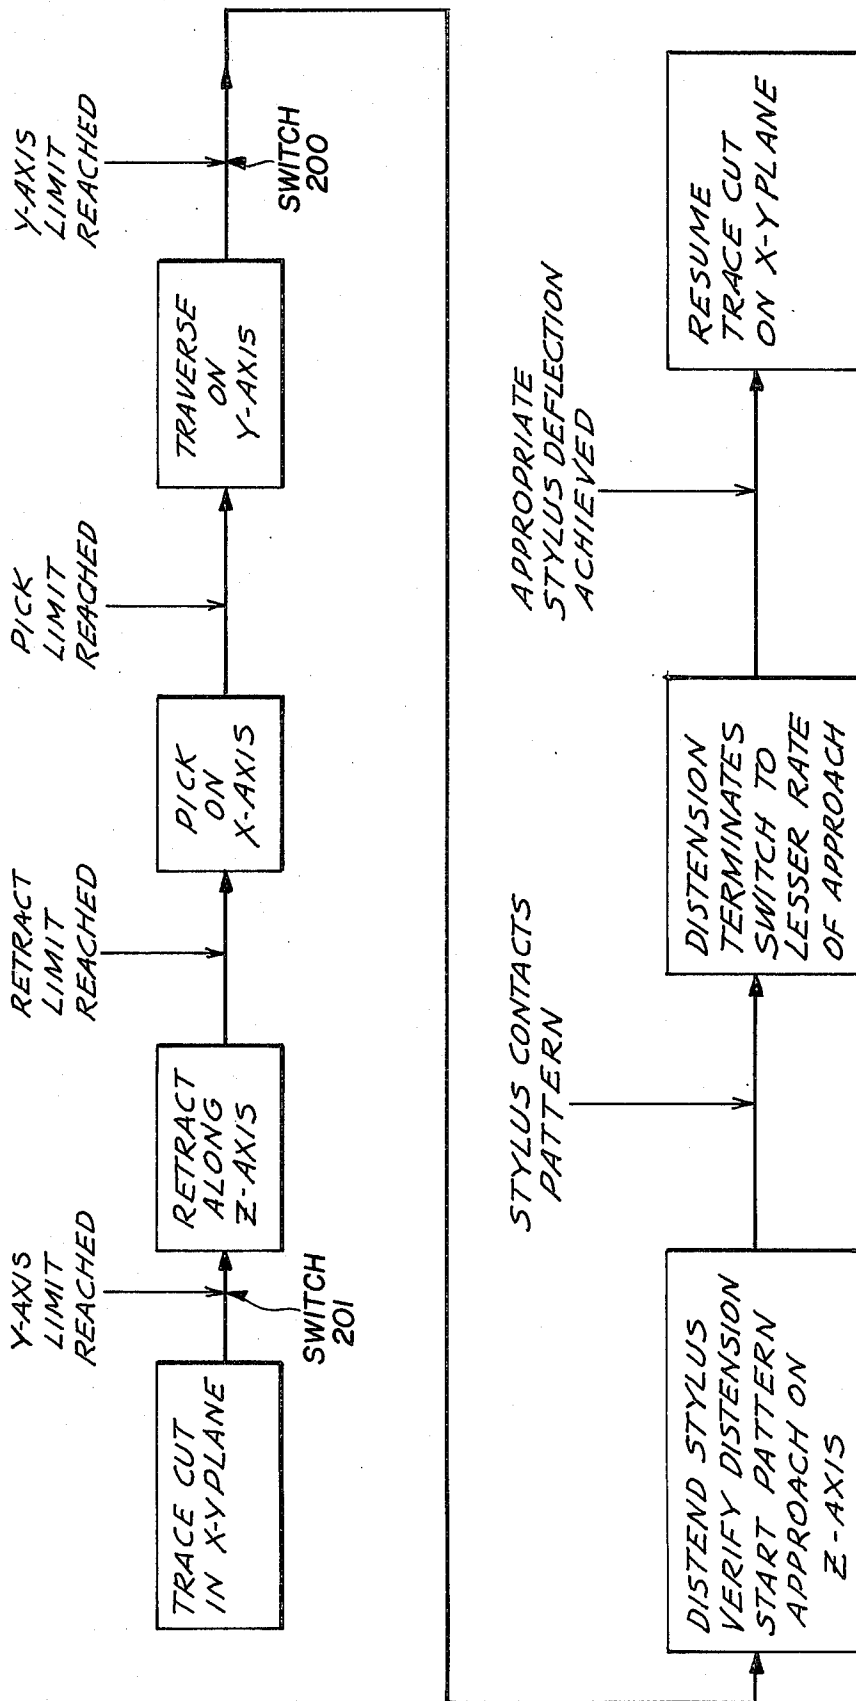 TRACE CUT
IN X-Y PLANE
Y-AXIS
LIMIT
REACHED
SWITCH
201
RETRACT
ALONG
Z-AXIS
RETRACT
LIMIT
REACHED
PICK
ON
X-AXIS
PICK
LIMIT
REACHED
TRAVERSE
ON
Y-AXIS
Y-AXIS
LIMIT
REACHED
SWITCH
200
DISTEND STYLUS
VERIFY DISTENSION
START PATTERN
APPROACH ON
Z-AXIS
STYLUS CONTACTS
PATTERN
DISTENSION
TERMINATES
SWITCH TO
LESSER RATE
OF APPROACH
APPROPRIATE
STYLUS DEFLECTION
ACHIEVED
RESUME
TRACE CUT
ON X-Y PLANE